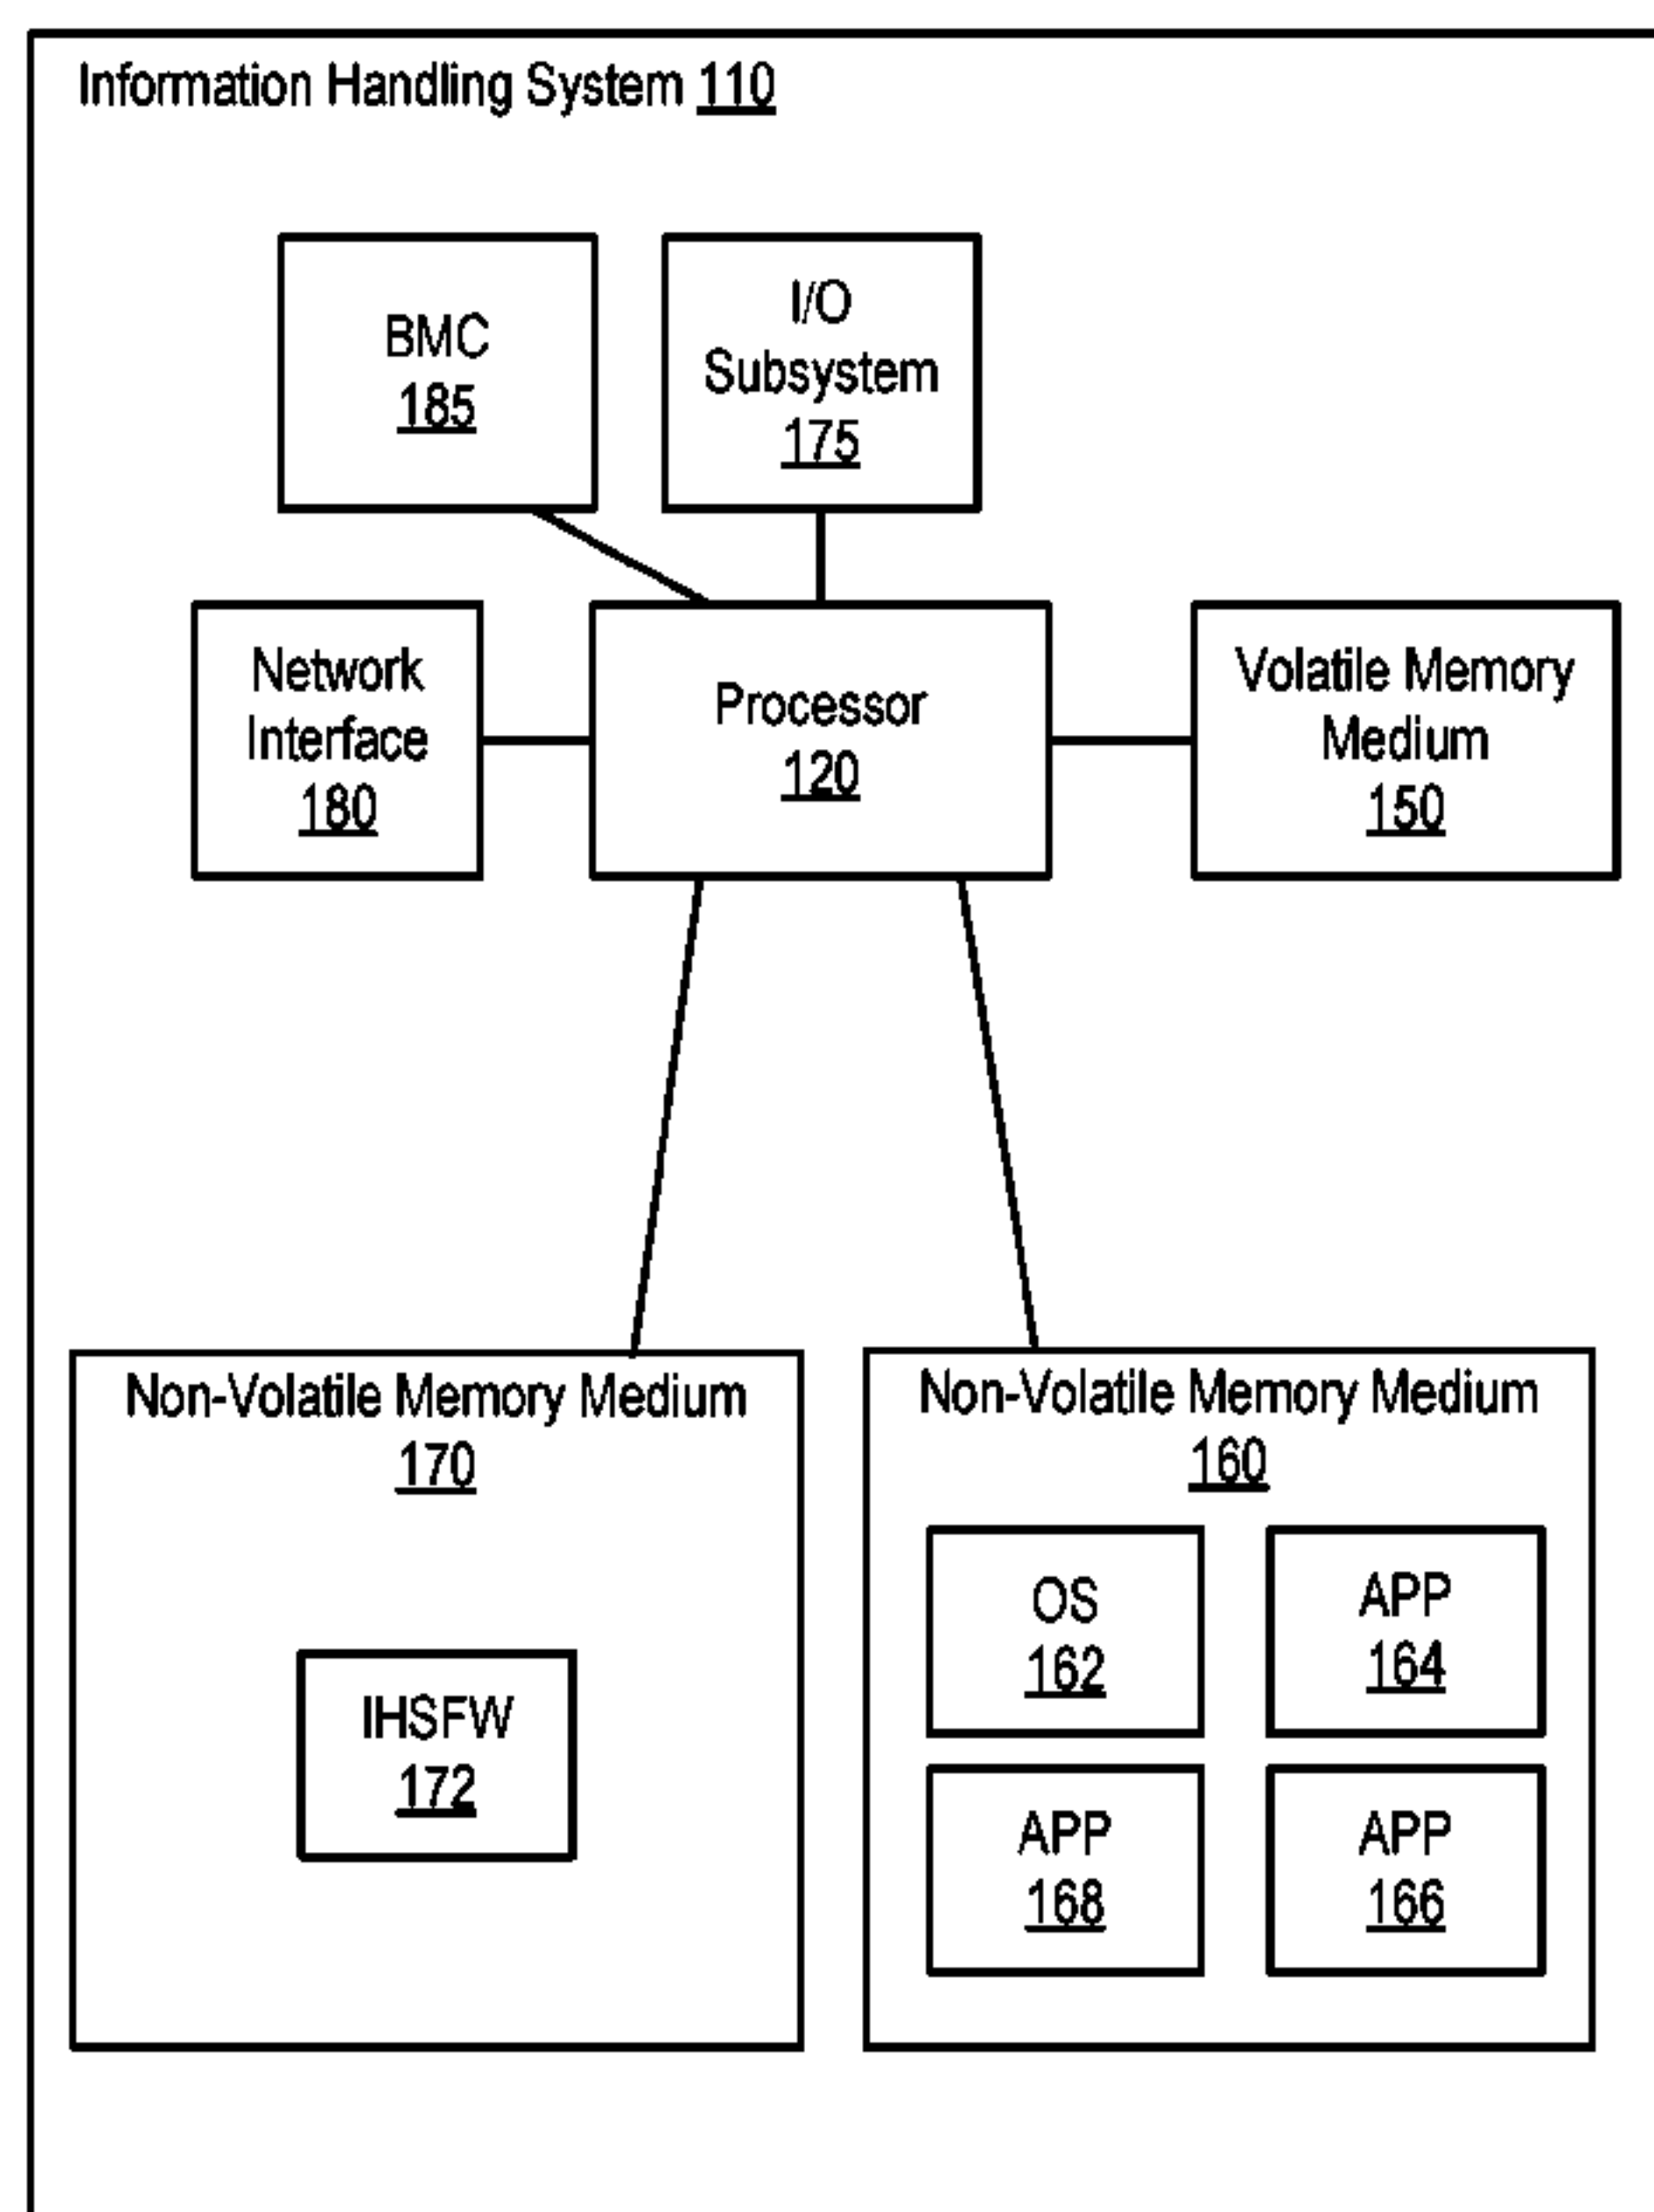 Information Handling System 110
BMC
185
I/O
Subsystem
175
Network
Interface
180
Processor
120
Volatile Memory
Medium
150
Non-Volatile Memory Medium
170
IHSFW
172
Non-Volatile Memory Medium
160
OS
162
APP
164
APP
168
APP
166